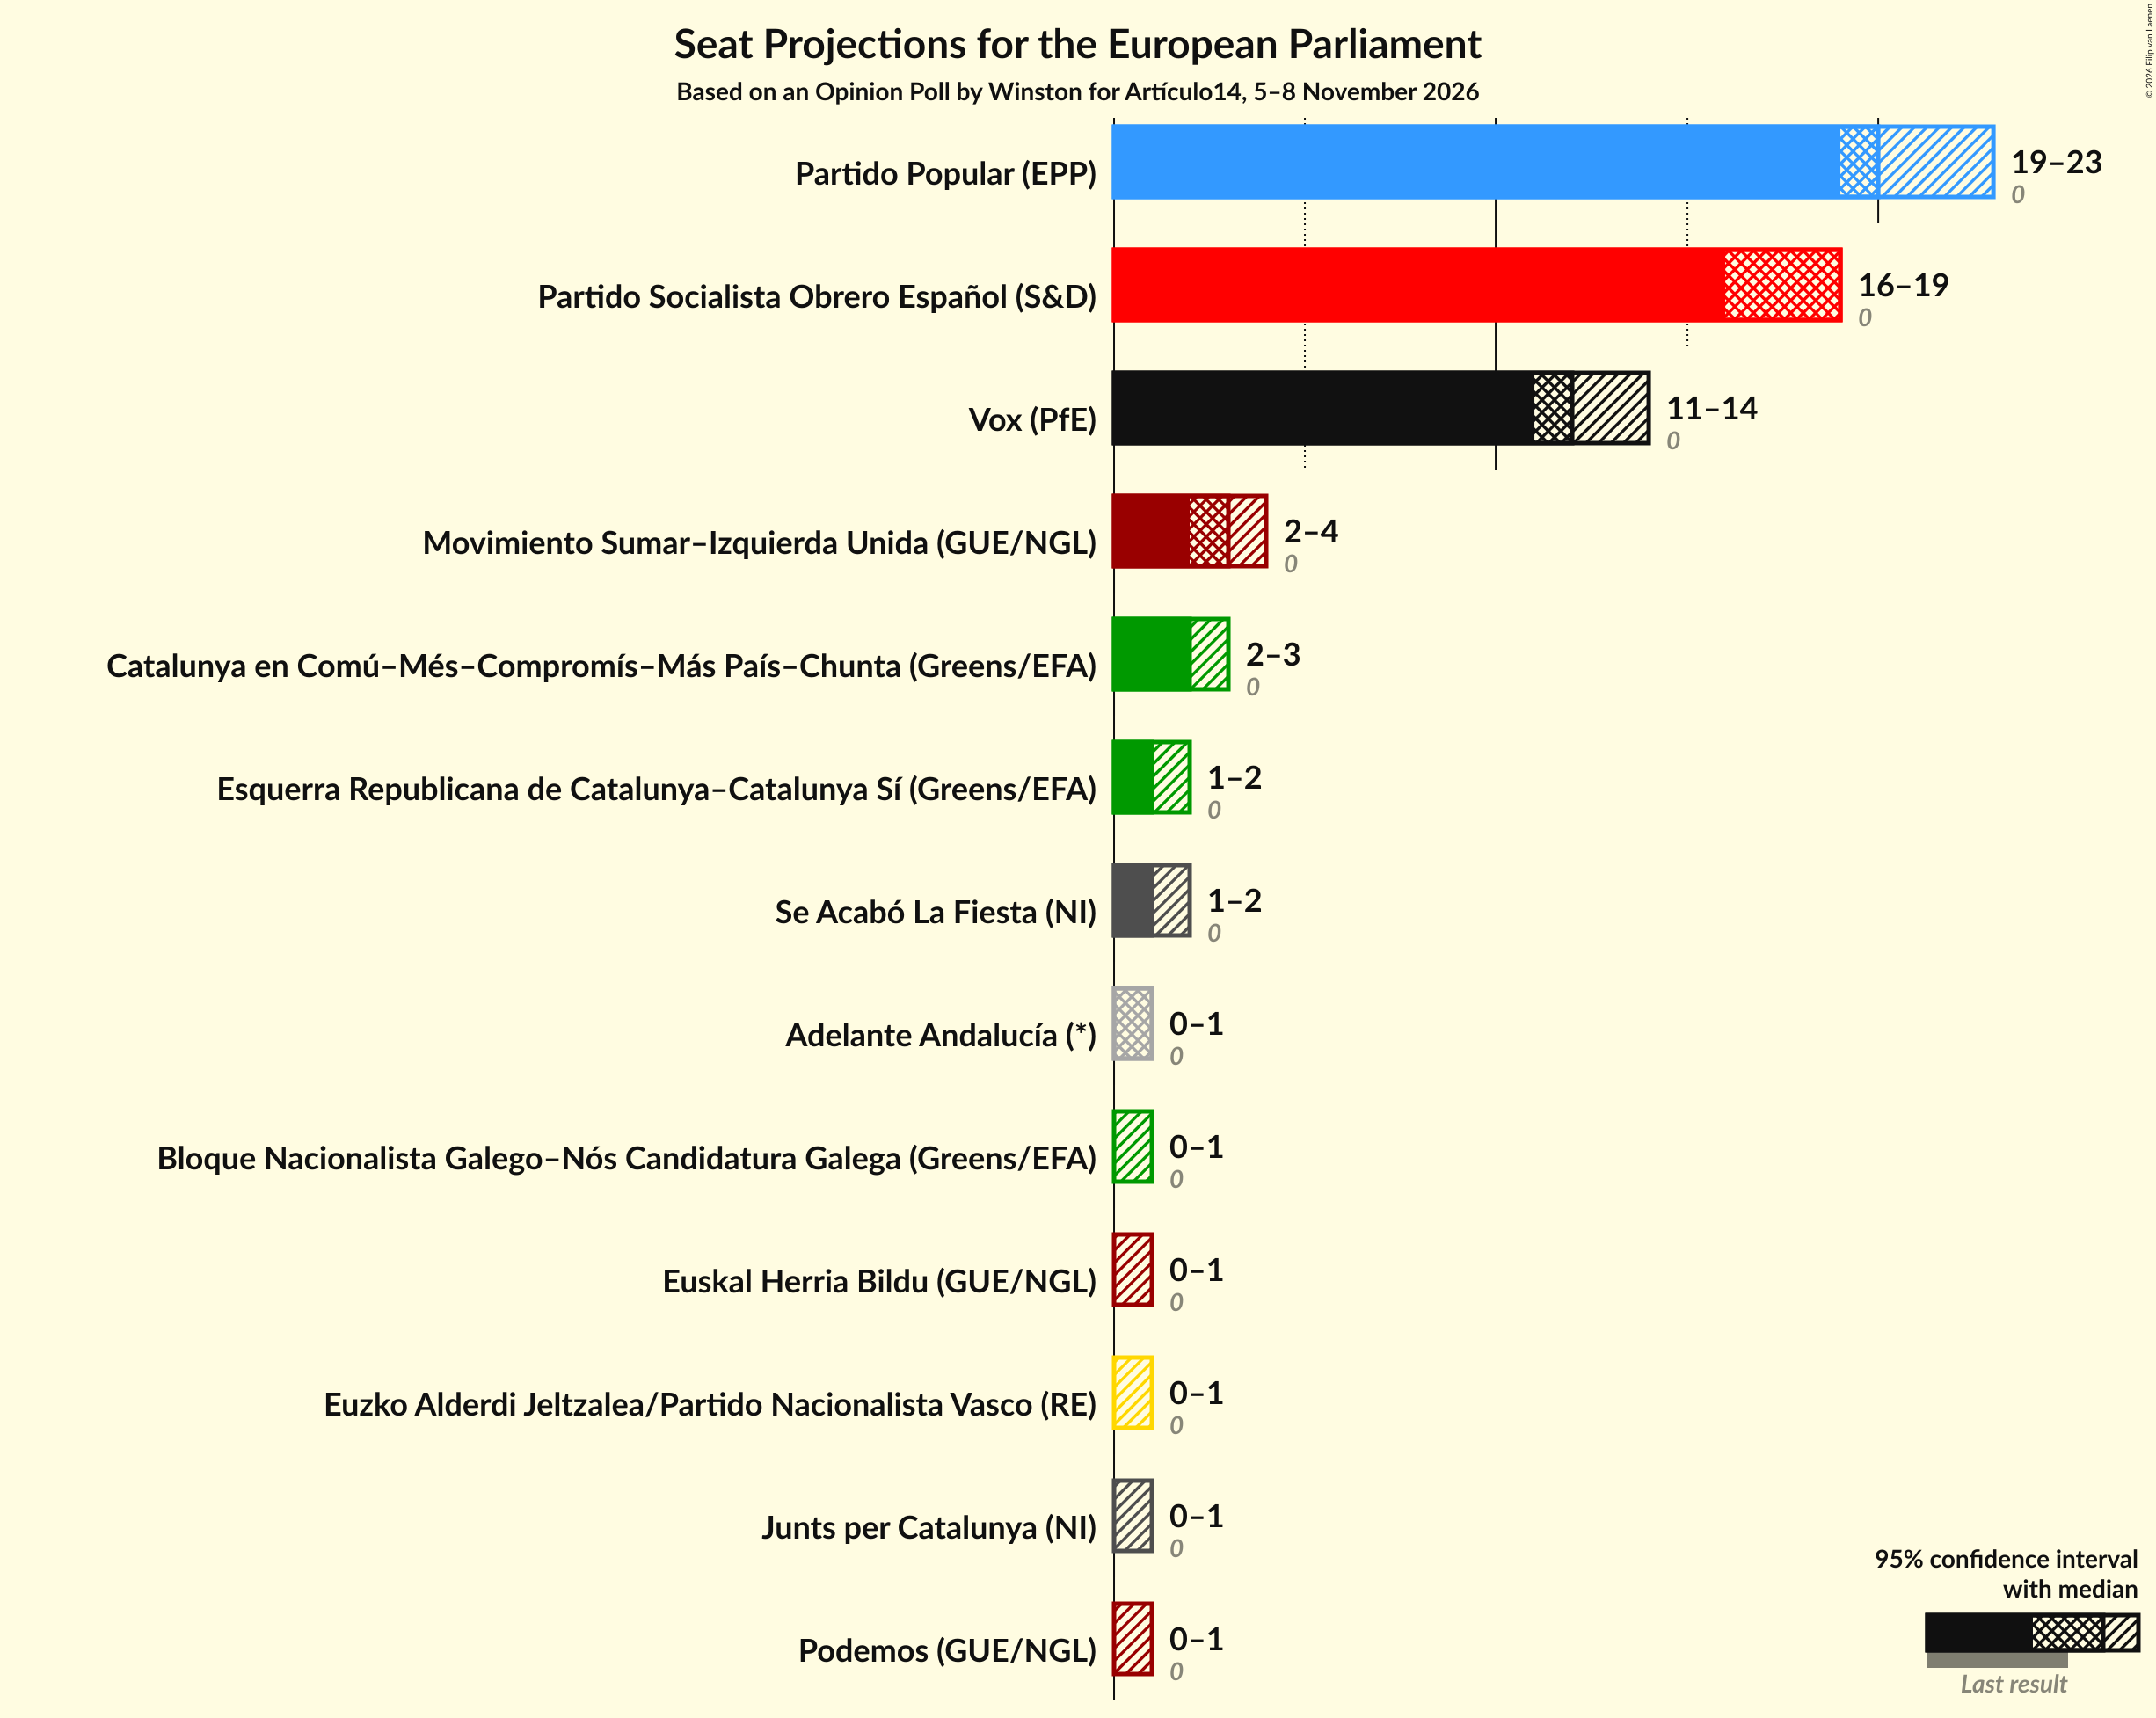 Seat Projections for the European Parliament
Based on an Opinion Poll by Winston for Artículo14, 5–8 November 2026
© 2026 Filip van Laenen
Partido Popular (EPP)
19–23
0
Partido Socialista Obrero Español (S&D)
16–19
0
Vox (PfE)
11–14
0
Movimiento Sumar–Izquierda Unida (GUE/NGL)
2–4
0
Catalunya en Comú–Més–Compromís–Más País–Chunta (Greens/EFA)
2–3
0
Esquerra Republicana de Catalunya–Catalunya Sí (Greens/EFA)
1–2
0
Se Acabó La Fiesta (NI)
1–2
0
Adelante Andalucía (*)
0–1
0
Bloque Nacionalista Galego–Nós Candidatura Galega (Greens/EFA)
0–1
0
Euskal Herria Bildu (GUE/NGL)
0–1
0
Euzko Alderdi Jeltzalea/Partido Nacionalista Vasco (RE)
0–1
0
Junts per Catalunya (NI)
0–1
0
Podemos (GUE/NGL)
0–1
0
95% confidence interval
with median
Last result